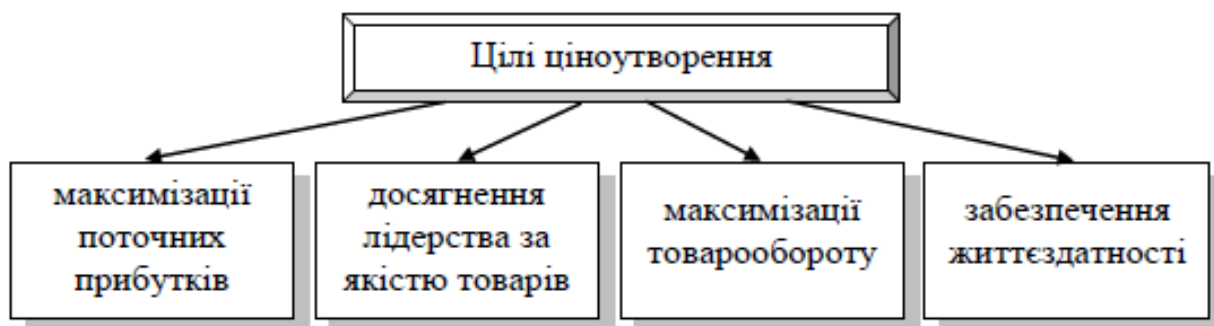 Цілі ціноутворення
максимізації
поточних
прибутків
досягнення
лідерства за
якістю товарів
максимізації
товарообороту
забезпечення
життєздатності